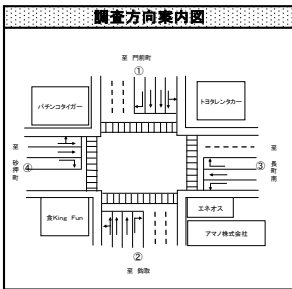 調査方向案内図
至 門前町
①
パチンコタイガー
トヨタレンタカー
至 砂押町
④
③
至 長町南
食King Fun
エネオス
アマノ株式会社
②
至 鈎取